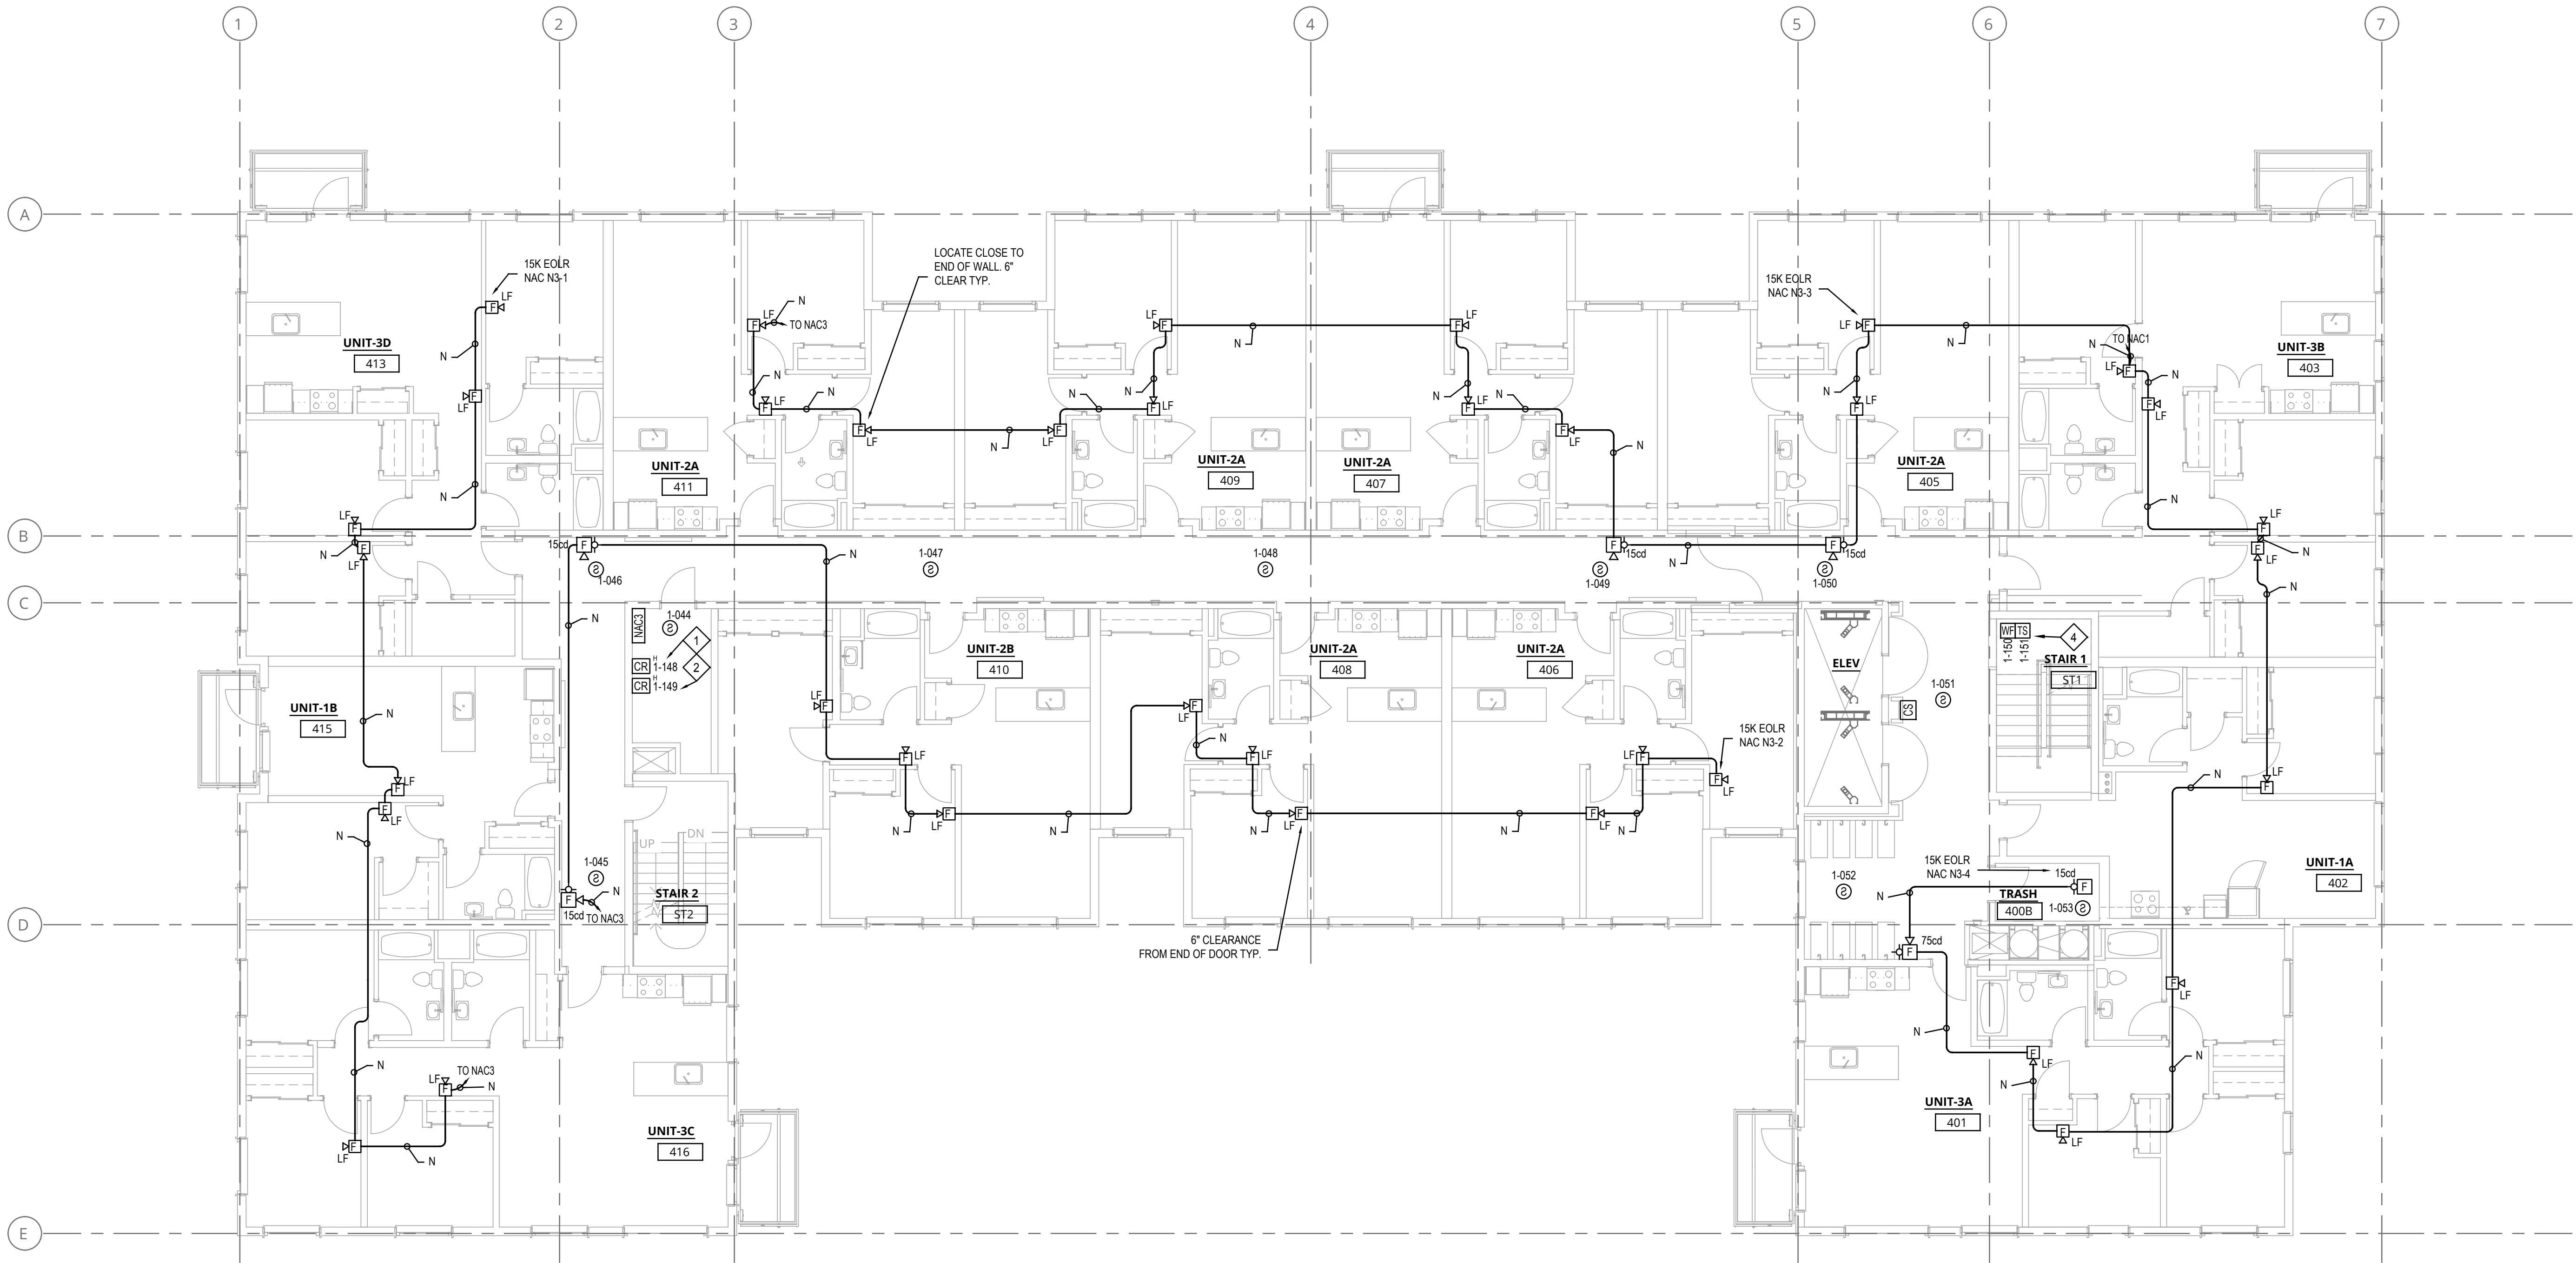 1 2 3 4 5 6 7
A
B
C
D
E
15K EOLR
NAC N3-1
LF
N
LF
N
LF
N
LF
UNIT-3D
413
LOCATE CLOSE TO
END OF WALL. 6"
CLEAR TYP.
LF
N
TO NAC3
N
LF
N
LF
N
LF
N
LF
N
LF
N
LF
N
LF
N
LF
N
UNIT-2A
411
UNIT-2A
409
UNIT-2A
407
15K EOLR
NAC N3-3
LF
N
N
LF
UNIT-2A
405
TO NAC1
N
LF
N
LF
N
LF
N
LF
UNIT-3B
403
15cd
1-046
N
1-047
1-048
15cd
1-049
N
15cd
1-050
N
NAC3
1-044
1
CR H 1-148
2
CR H 1-149
UNIT-1B
415
N
LF
LF
N
LF
N
UNIT-2B
410
LF
N
LF
N
LF
N
LF
N
UNIT-2A
408
UNIT-2A
406
N
LF
N
LF
15K EOLR
NAC N3-2
LF
6" CLEARANCE
FROM END OF DOOR TYP.
ELEV
CS
1-051
WF TS
1-150
1-151
4
STAIR 1
ST1
N
LF
1-045
15cd
N
TO NAC3
UP
DN
STAIR 2
ST2
1-052
15K EOLR
NAC N3-4
15cd
N
TRASH
400B
1-053
75cd
UNIT-1A
402
LF
N
LF
N
N
LF
UNIT-3A
401
LF
N
TO NAC3
N
LF
N
UNIT-3C
416